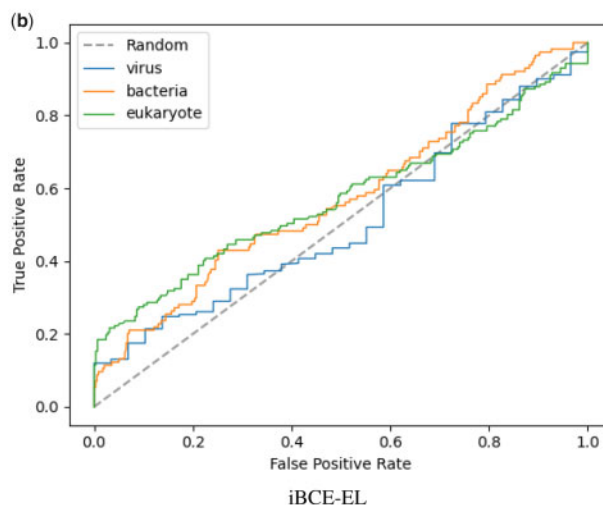 (b)
1.0
0.8
0.6
0.4
0.2
0.0
True Positive Rate
Random
virus
bacteria
eukaryote
0.0 0.2 0.4 0.6 0.8 1.0
False Positive Rate
iBCE-EL